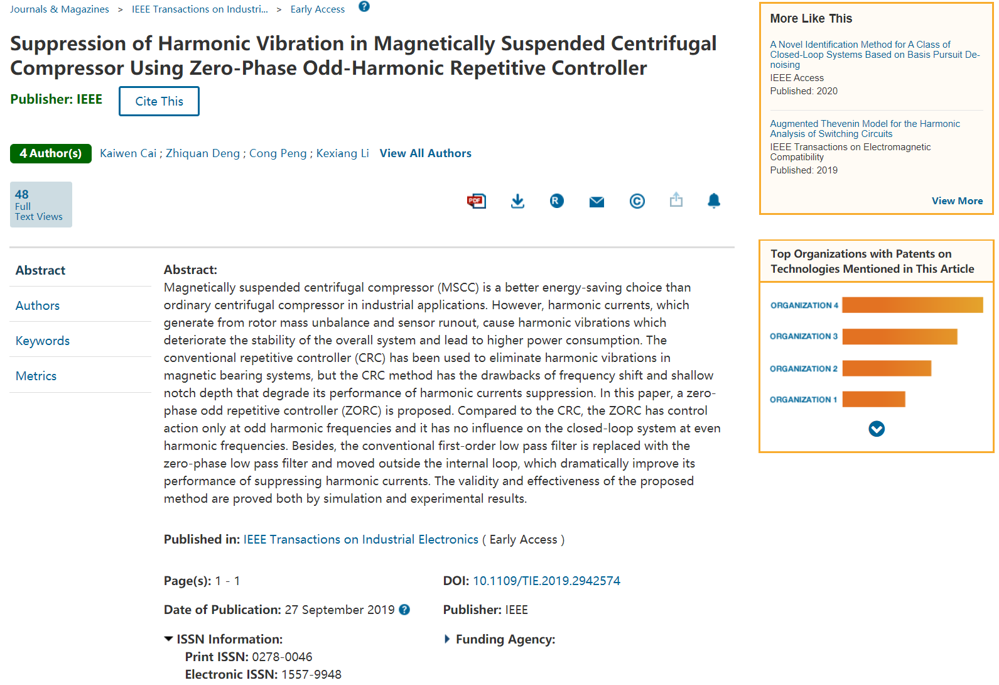 Journals & Magazines > IEEE Transactions on Industri... > Early Access ?
Suppression of Harmonic Vibration in Magnetically Suspended Centrifugal
Compressor Using Zero-Phase Odd-Harmonic Repetitive Controller
Publisher: IEEE Cite This
4 Author(s) Kaiwen Cai ; Zhiquan Deng ; Cong Peng ; Kexiang Li View All Authors
48
Full
Text Views
PDF
R
©
Abstract
Authors
Keywords
Metrics
Abstract:
Magnetically suspended centrifugal compressor (MSCC) is a better energy-saving choice than
ordinary centrifugal compressor in industrial applications. However, harmonic currents, which
generate from rotor mass unbalance and sensor runout, cause harmonic vibrations which
deteriorate the stability of the overall system and lead to higher power consumption. The
conventional repetitive controller (CRC) has been used to eliminate harmonic vibrations in
magnetic bearing systems, but the CRC method has the drawbacks of frequency shift and shallow
notch depth that degrade its performance of harmonic currents suppression. In this paper, a zero-
phase odd repetitive controller (ZORC) is proposed. Compared to the CRC, the ZORC has control
action only at odd harmonic frequencies and it has no influence on the closed-loop system at even
harmonic frequencies. Besides, the conventional first-order low pass filter is replaced with the
zero-phase low pass filter and moved outside the internal loop, which dramatically improve its
performance of suppressing harmonic currents. The validity and effectiveness of the proposed
method are proved both by simulation and experimental results.
Published in: IEEE Transactions on Industrial Electronics ( Early Access )
Page(s): 1 - 1
DOI: 10.1109/TIE.2019.2942574
Date of Publication: 27 September 2019 ?
Publisher: IEEE
ISSN Information:
Print ISSN: 0278-0046
Electronic ISSN: 1557-9948
Funding Agency:
More Like This
A Novel Identification Method for A Class of
Closed-Loop Systems Based on Basis Pursuit De-
noising
IEEE Access
Published: 2020
Augmented Thevenin Model for the Harmonic
Analysis of Switching Circuits
IEEE Transactions on Electromagnetic
Compatibility
Published: 2019
View More
Top Organizations with Patents on
Technologies Mentioned in This Article
ORGANIZATION 4
ORGANIZATION 3
ORGANIZATION 2
ORGANIZATION 1